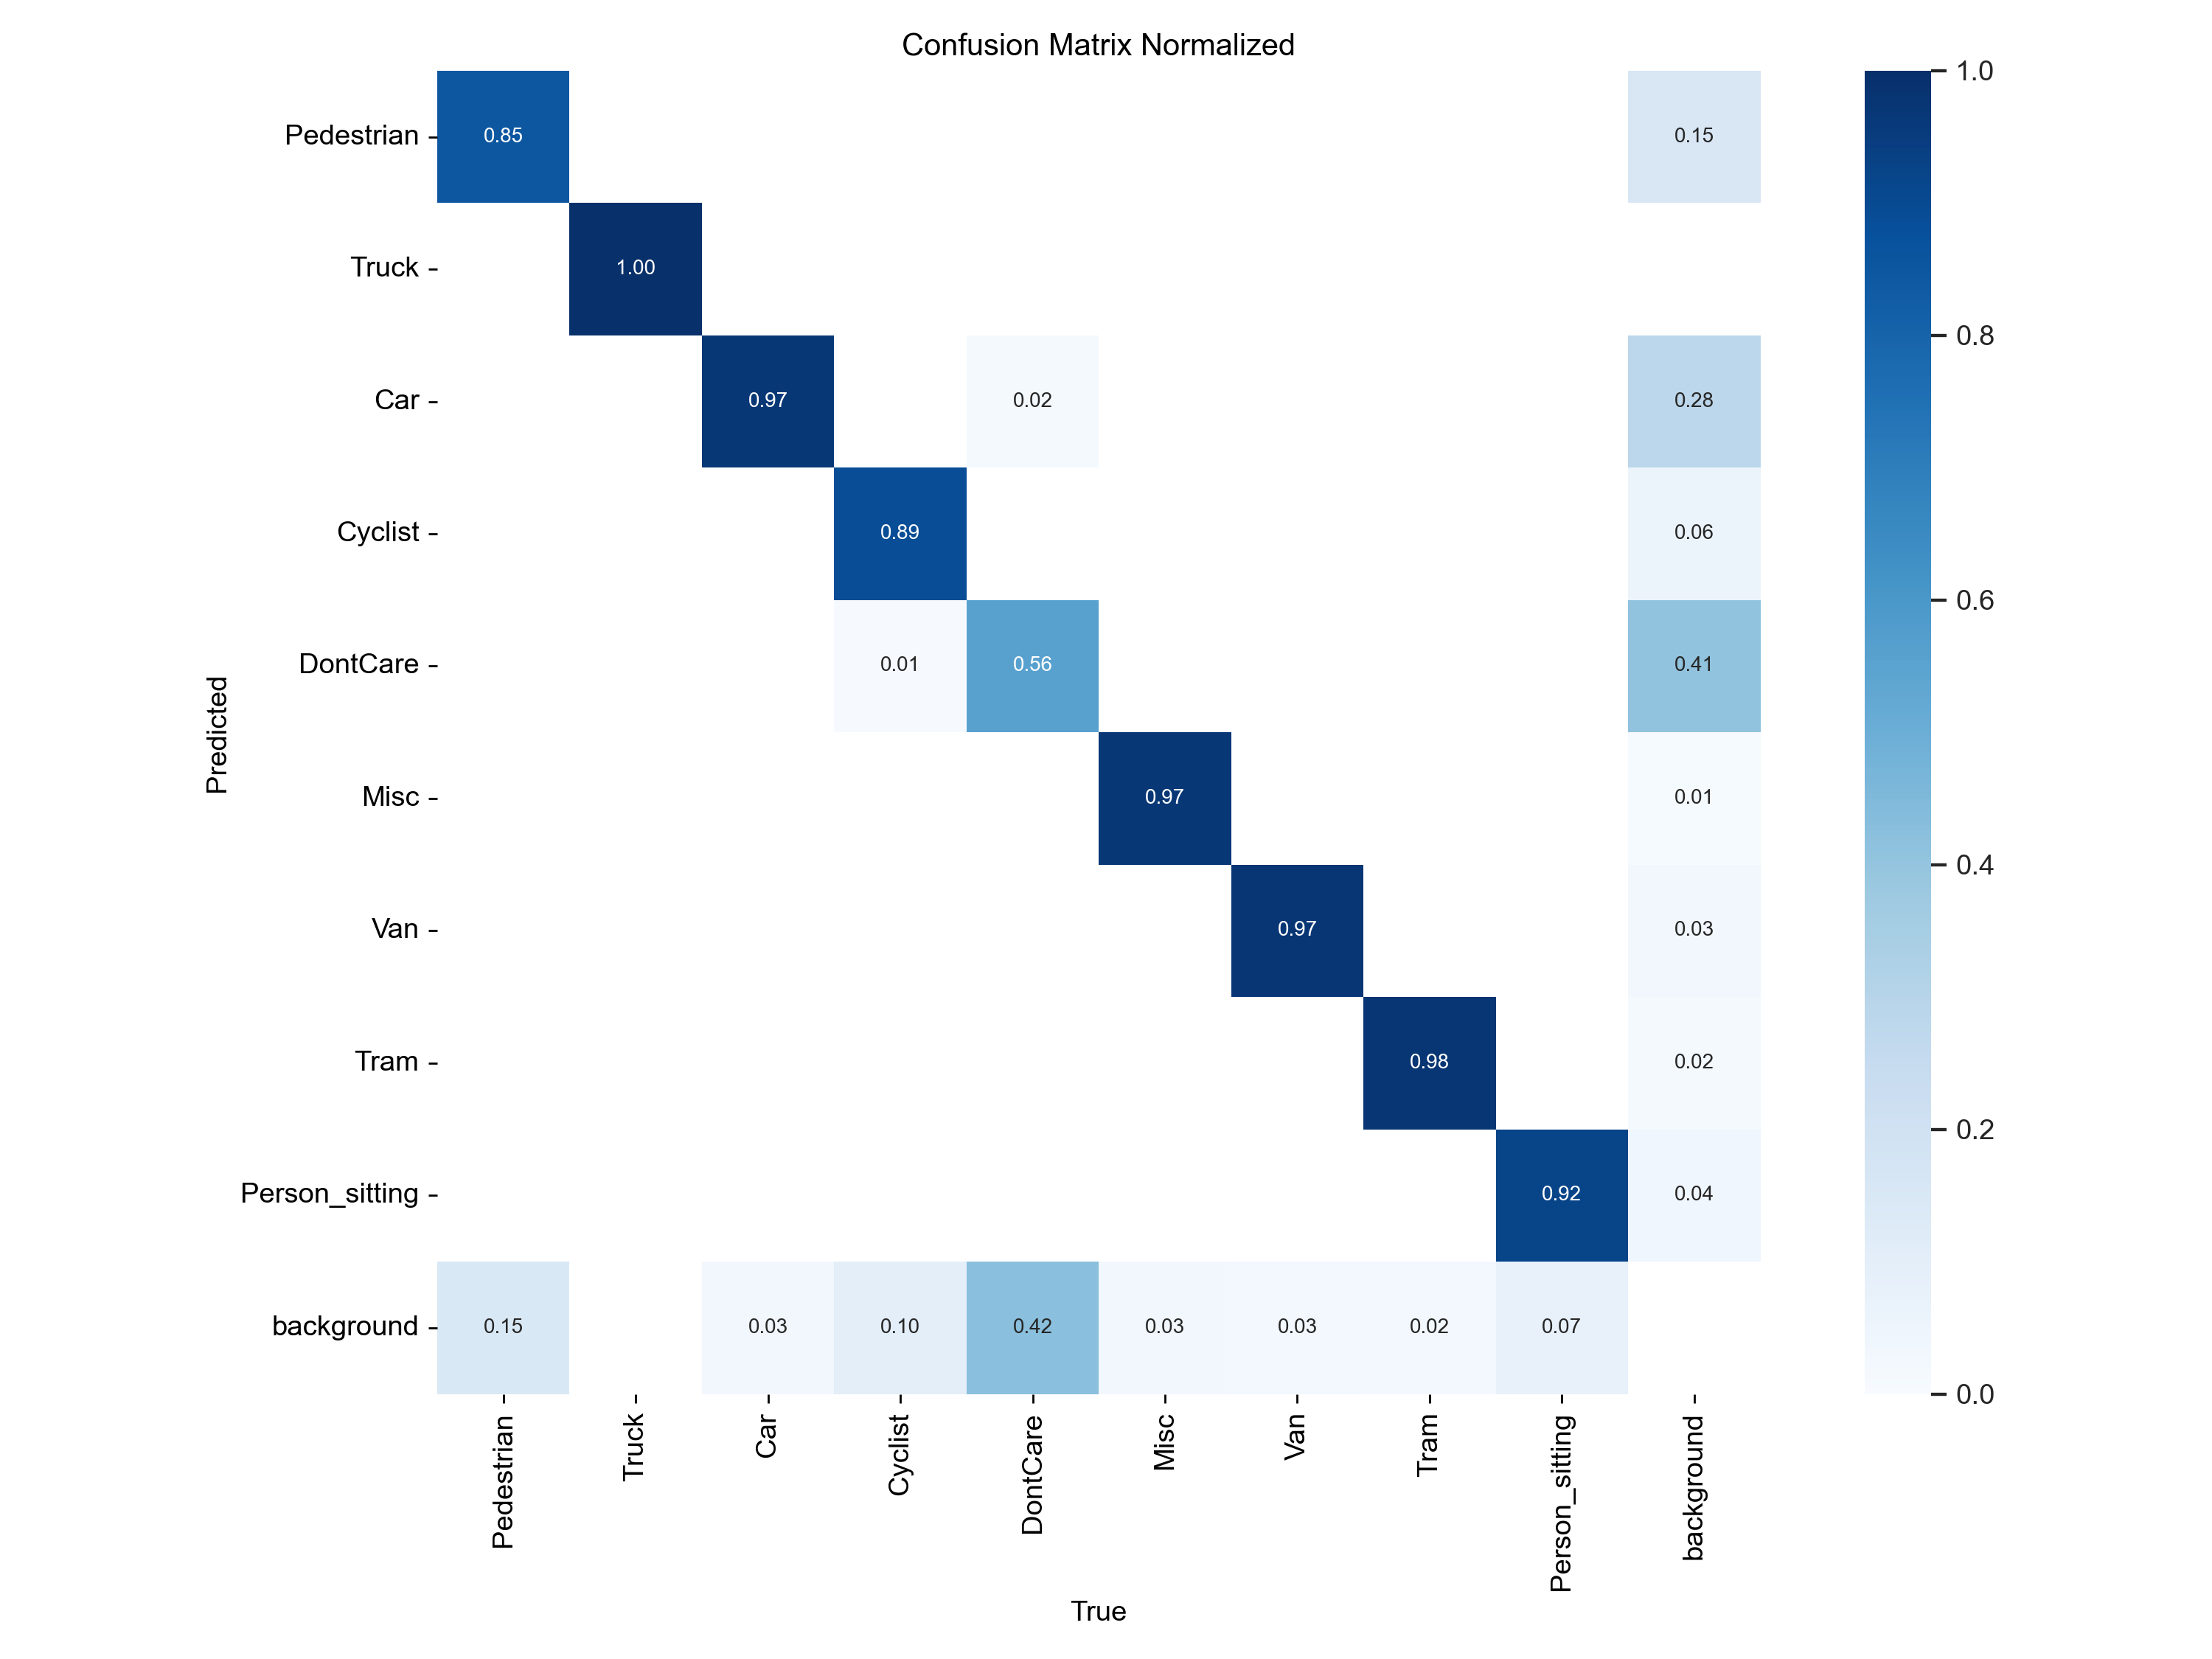 Confusion Matrix Normalized
Pedestrian 0.85 0.15 1.0
Truck 1.00
Car 0.97 0.02 0.28 0.8
Cyclist 0.89 0.06
DontCare 0.01 0.56 0.41 0.6
Predicted
Misc 0.97 0.01
Van 0.97 0.03 0.4
Tram 0.98 0.02
Person_sitting 0.92 0.04 0.2
background 0.15 0.03 0.10 0.42 0.03 0.03 0.02 0.07 0.0
Pedestrian Truck Car Cyclist DontCare Misc Van Tram Person_sitting background
True